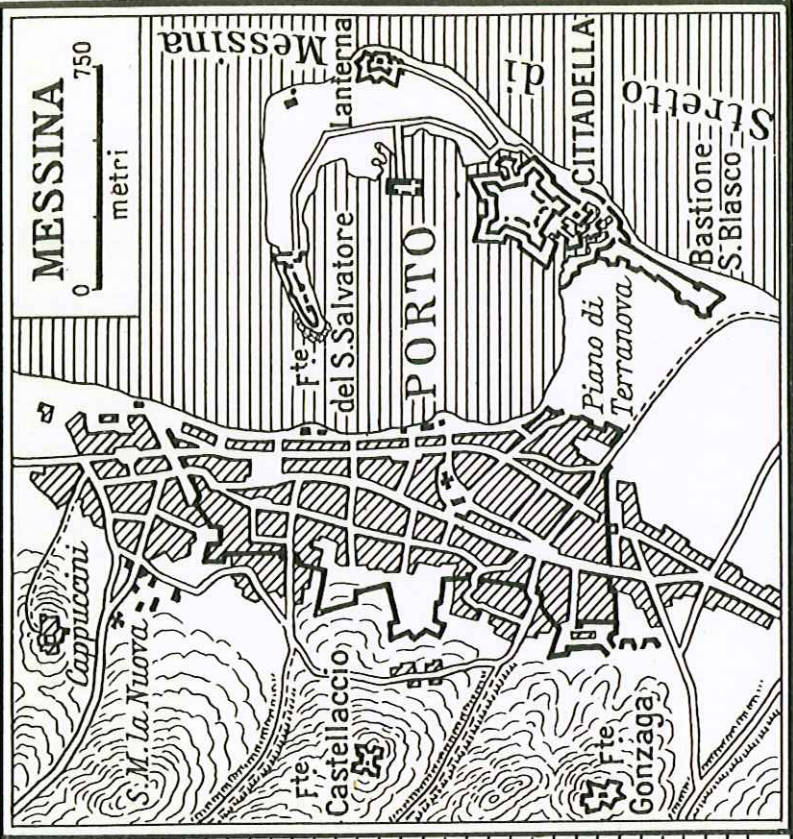 MESSINA
0 750
metri
Stretto di Messina
Lanterna
CITTADELLA
Bastione
S. Blasco
Fte
del S. Salvatore
PORTO
Piano di
Terranova
Cappuccini
S. M. la Nuova
Fte
Castellaccio
Fte
Gonzaga